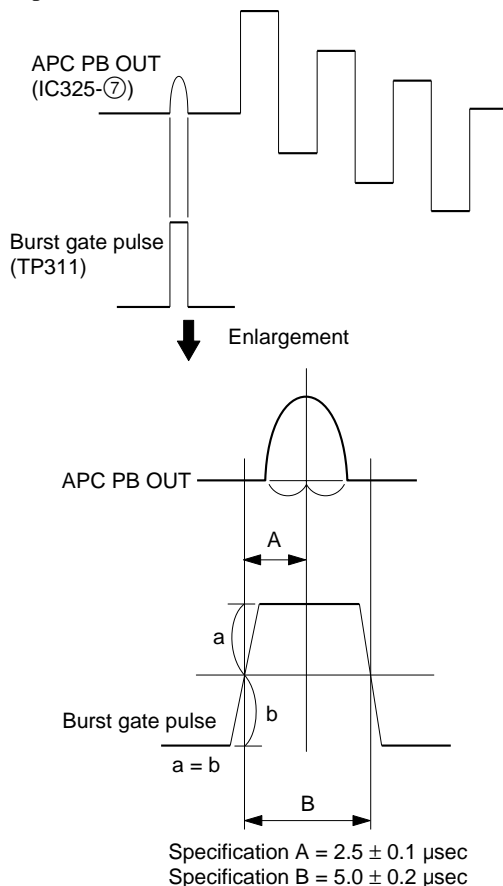 APC PB OUT
(IC325-⑦)
Burst gate pulse
(TP311)
Enlargement
APC PB OUT
A
a
b
Burst gate pulse
a = b
B
Specification A = 2.5 ± 0.1 µsec
Specification B = 5.0 ± 0.2 µsec